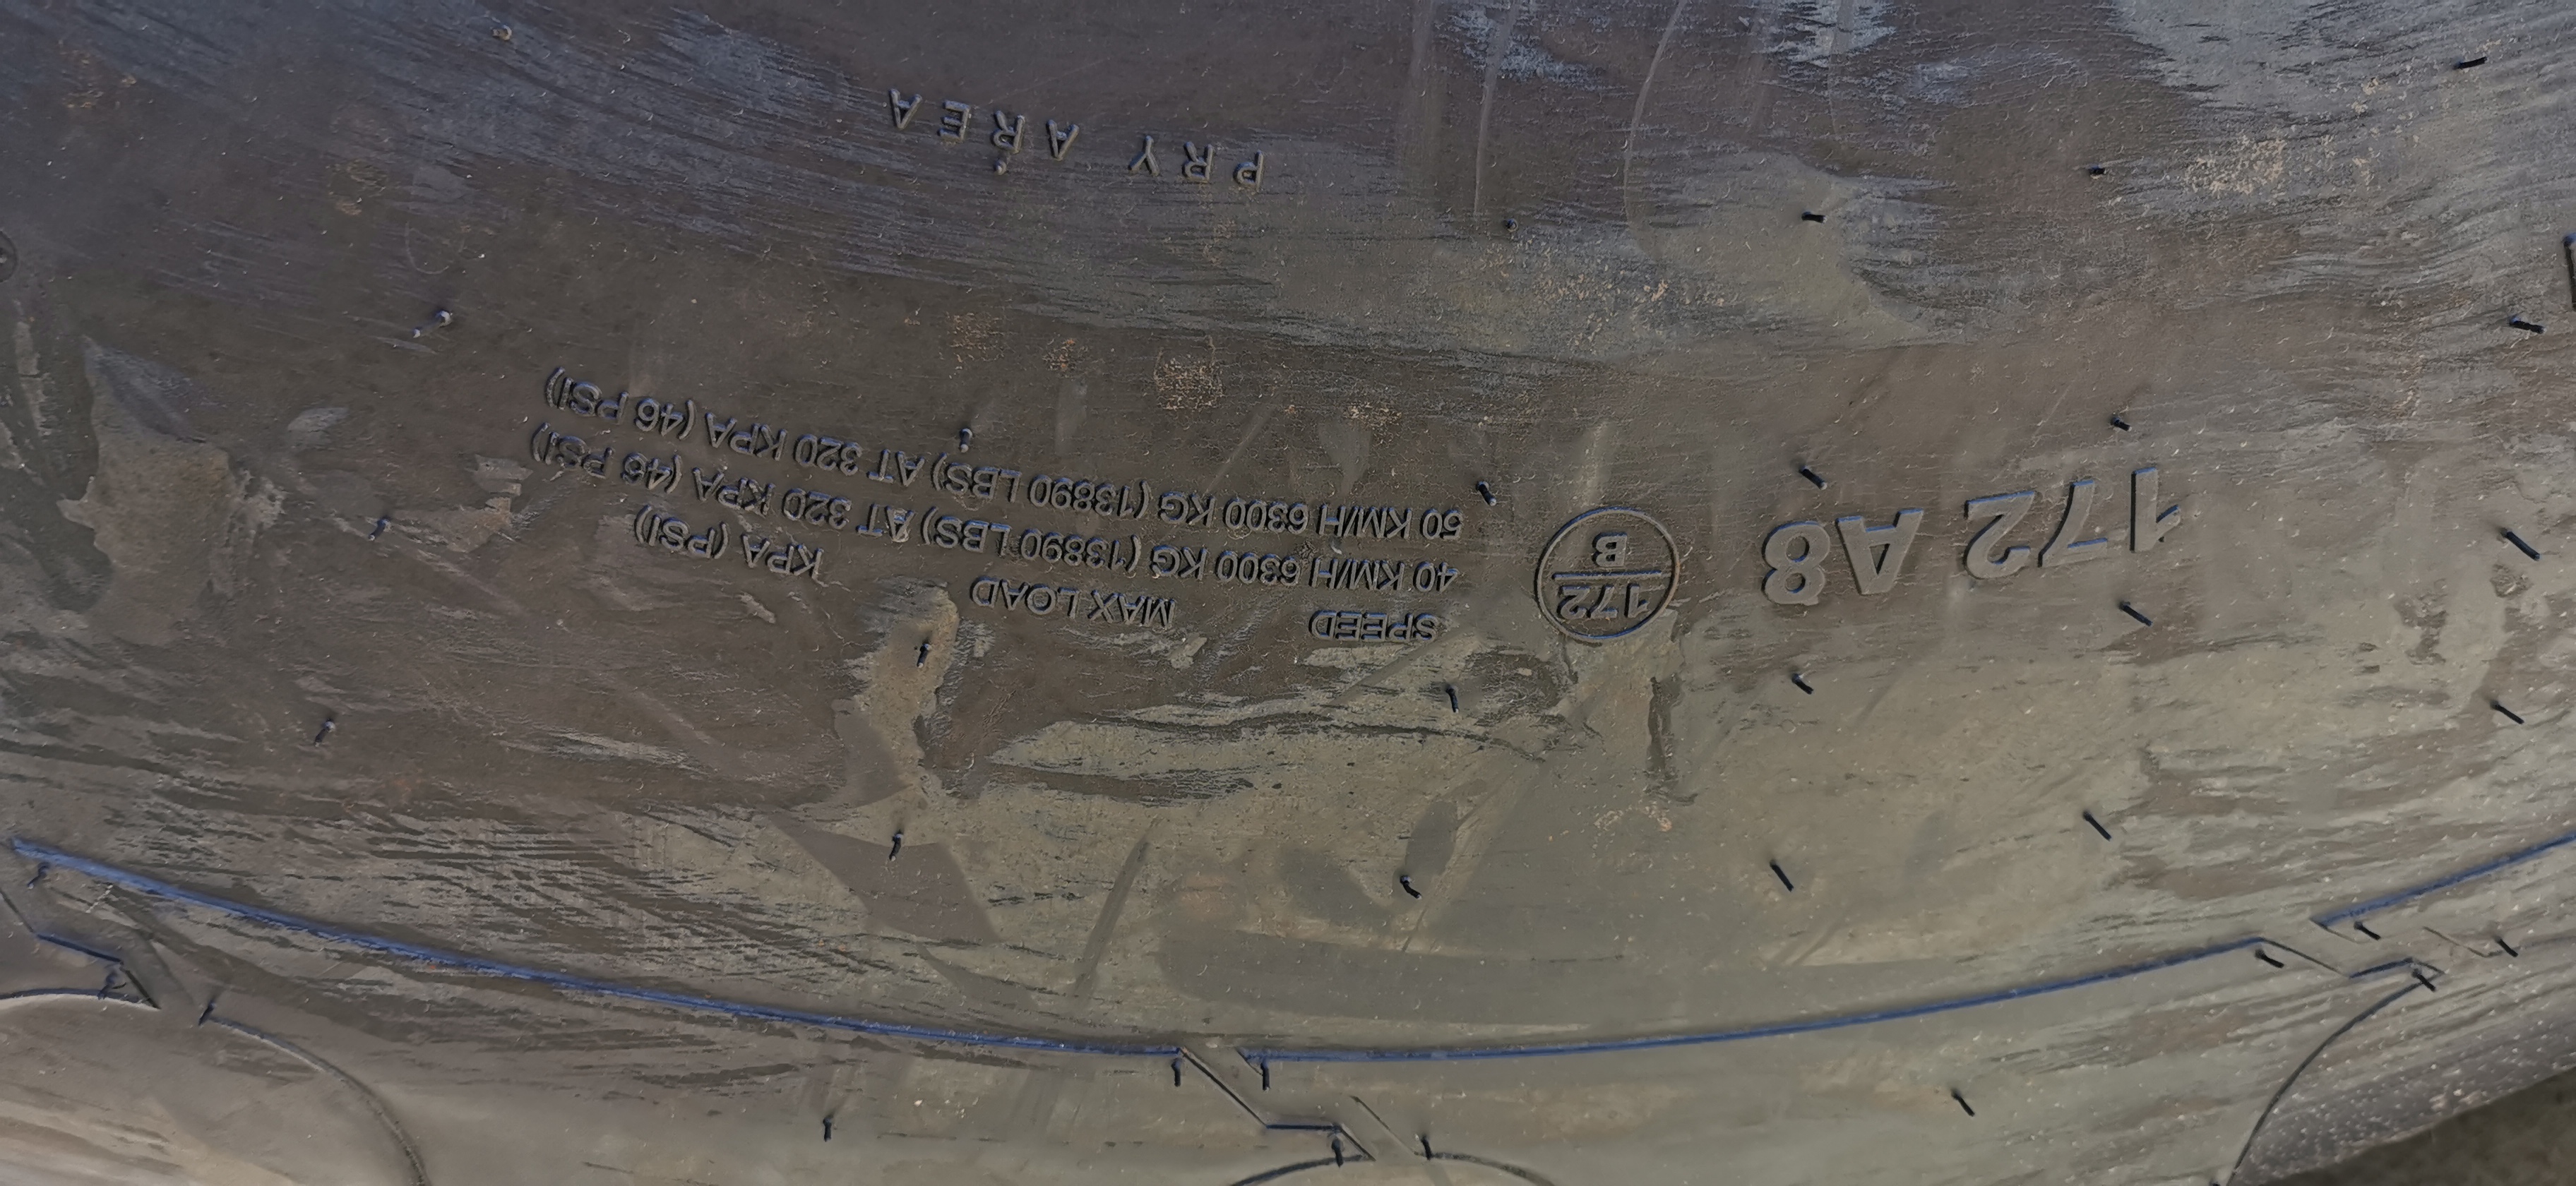 172 A8
172
B
SPEED MAX LOAD KPA (PSI)
40 KM/H 6300 KG (13890 LBS) AT 320 KPA (46 PSI)
50 KM/H 6300 KG (13890 LBS) AT 320 KPA (46 PSI)
PRY AREA